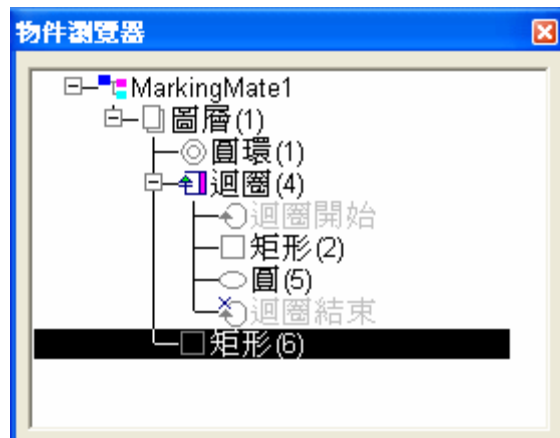 物件瀏覽器
MarkingMate1
圖層(1)
圓環(1)
迴圈(4)
迴圈開始
矩形(2)
圓(5)
迴圈結束
矩形(6)